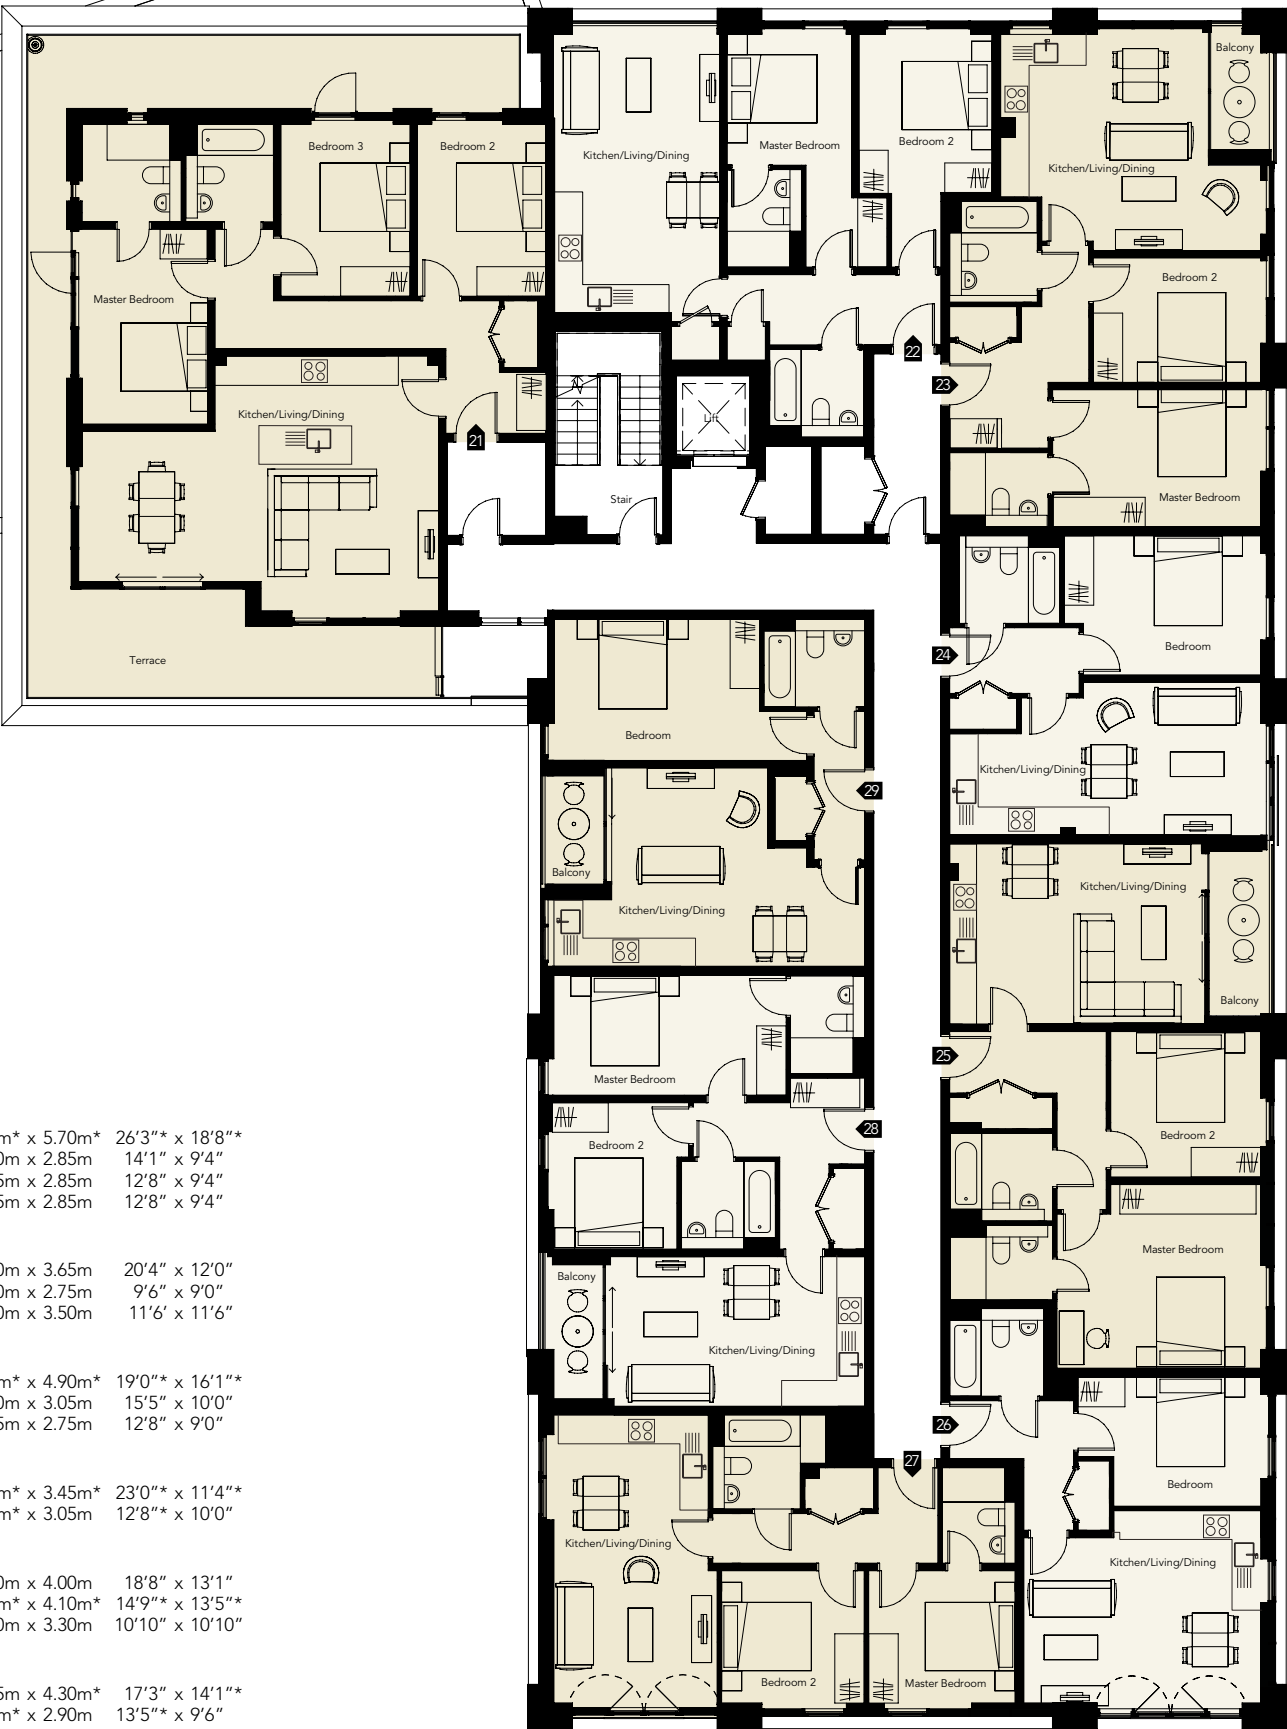 Balcony
Bedroom 3
Bedroom 2
Kitchen/Living/Dining
Master Bedroom
Bedroom 2
Kitchen/Living/Dining
Master Bedroom
Bedroom 2
22
23
Kitchen/Living/Dining
Lift
21
Stair
Master Bedroom
Bedroom
24
Terrace
Bedroom
Kitchen/Living/Dining
29
Balcony
Kitchen/Living/Dining
Kitchen/Living/Dining
Balcony
25
Master Bedroom
28
Bedroom 2
Bedroom 2
Master Bedroom
Balcony
Kitchen/Living/Dining
26
27
Bedroom
Kitchen/Living/Dining
Kitchen/Living/Dining
Bedroom 2
Master Bedroom
m* x 5.70m* 26’3”* x 18’8”*
0m x 2.85m 14’1” x 9’4”
5m x 2.85m 12’8” x 9’4”
5m x 2.85m 12’8” x 9’4”
0m x 3.65m 20’4” x 12’0”
0m x 2.75m 9’6” x 9’0”
0m x 3.50m 11’6’ x 11’6”
m* x 4.90m* 19’0”* x 16’1”*
0m x 3.05m 15’5” x 10’0”
5m x 2.75m 12’8” x 9’0”
m* x 3.45m* 23’0”* x 11’4”*
m* x 3.05m 12’8”* x 10’0”
0m x 4.00m 18’8” x 13’1”
m* x 4.10m* 14’9”* x 13’5”*
0m x 3.30m 10’10” x 10’10”
5m x 4.30m* 17’3” x 14’1”*
m* x 2.90m 13’5”* x 9’6”